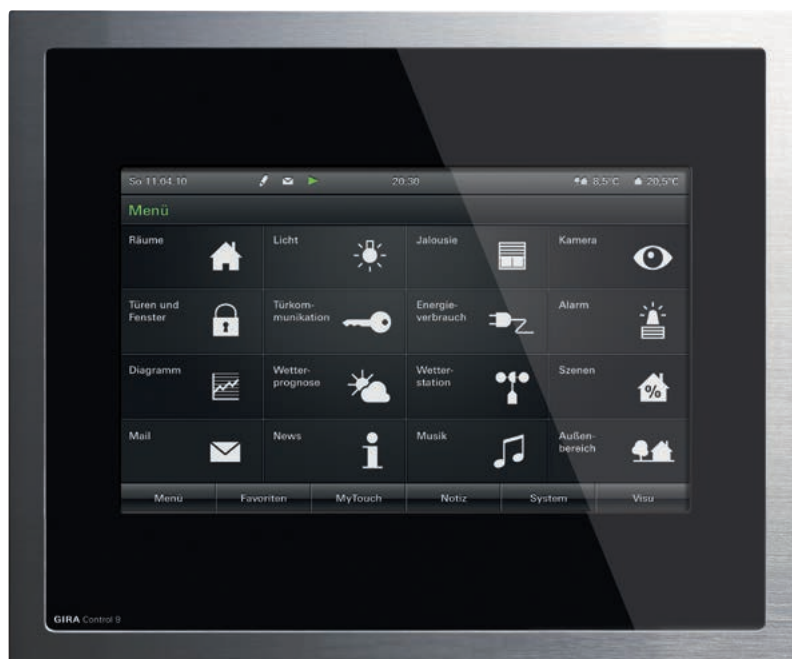 So 11.04.10 20:30 8,5°C 20,5°C
Menü
Räume Licht Jalousie Kamera
Türen und
Fenster
Türkom-
munikation
Energie-
verbrauch
Alarm
Diagramm
Wetter-
prognose
Wetter-
station
Szenen
%
Mail News Musik
Außen-
bereich
Menü Favoriten MyTouch Notiz System Visu
GIRA Control 9